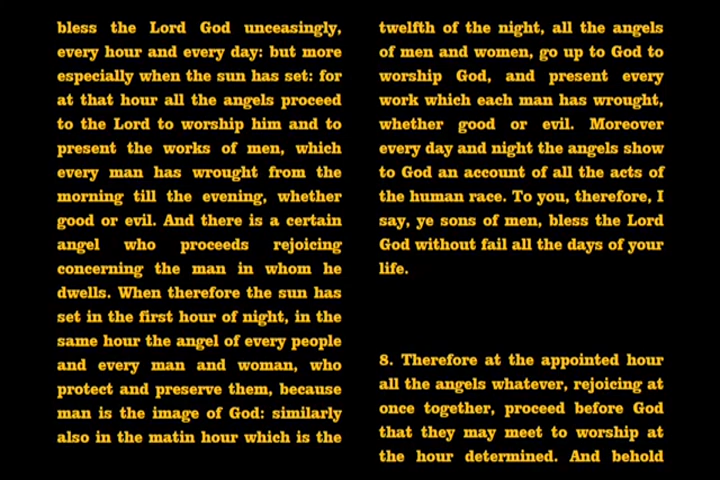 bless the Lord God unceasingly,
every hour and every day: but more
especially when the sun has set: for
at that hour all the angels proceed
to the Lord to worship him and to
present the works of men, which
every man has wrought from the
morning till the evening, whether
good or evil. And there is a certain
angel who proceeds rejoicing
concerning the man in whom he
dwells. When therefore the sun has
set in the first hour of night, in the
same hour the angel of every people
and every man and woman, who
protect and preserve them, because
man is the image of God: similarly
also in the matin hour which is the
twelfth of the night, all the angels
of men and women, go up to God to
worship God, and present every
work which each man has wrought,
whether good or evil. Moreover
every day and night the angels show
to God an account of all the acts of
the human race. To you, therefore, I
say, ye sons of men, bless the Lord
God without fail all the days of your
life.
8. Therefore at the appointed hour
all the angels whatever, rejoicing at
once together, proceed before God
that they may meet to worship at
the hour determined. And behold